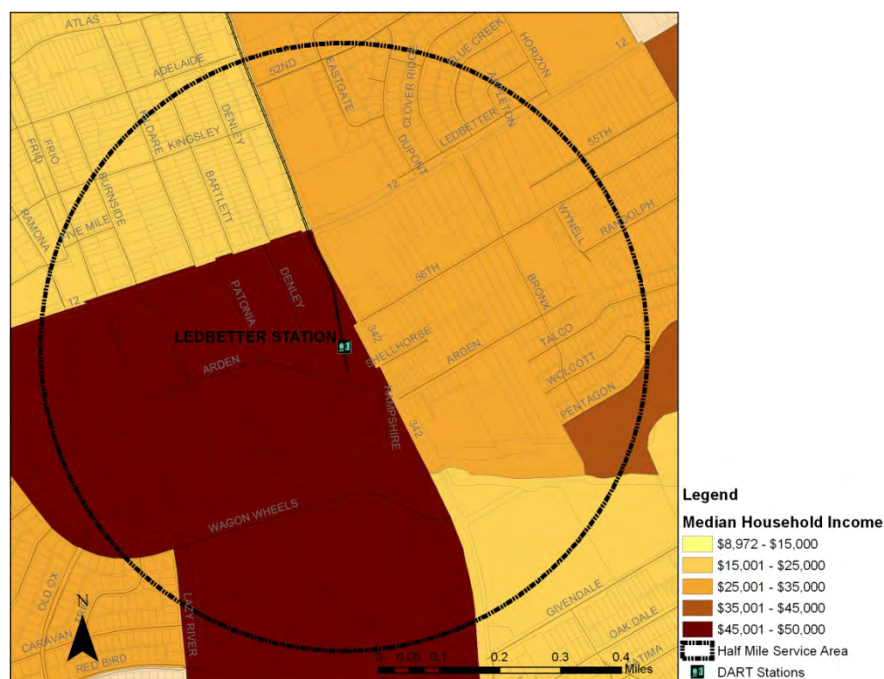 ATLAS
ADELAIDE
52ND
EASTGATE
CLOVER RIDGE
BLUE CREEK
HORIZON
12
APPLETON
LEDBETTER
DUPONT
12
55TH
DENLEY
KINGSLEY
FRIO
FRIO
BURNSIDE
BARTLETT
RAMONA
FIVE MILE
12
WYNELL
RANDOLPH
56TH
BRONX
DENLEY
PATONIA
LEDBETTER STATION
342
SHELLHORSE
ARDEN
ARDEN
TALCO
WOLCOTT
PENTAGON
HAMPSHIRE
342
WAGON WHEELS
OLD OX
CARAVAN
RED BIRD
LAZY RIVER
GIVENDALE
OAK DALE
N
0 0.05 0.1 0.2 0.3 0.4
Miles
Legend
Median Household Income
$8,972 - $15,000
$15,001 - $25,000
$25,001 - $35,000
$35,001 - $45,000
$45,001 - $50,000
Half Mile Service Area
DART Stations